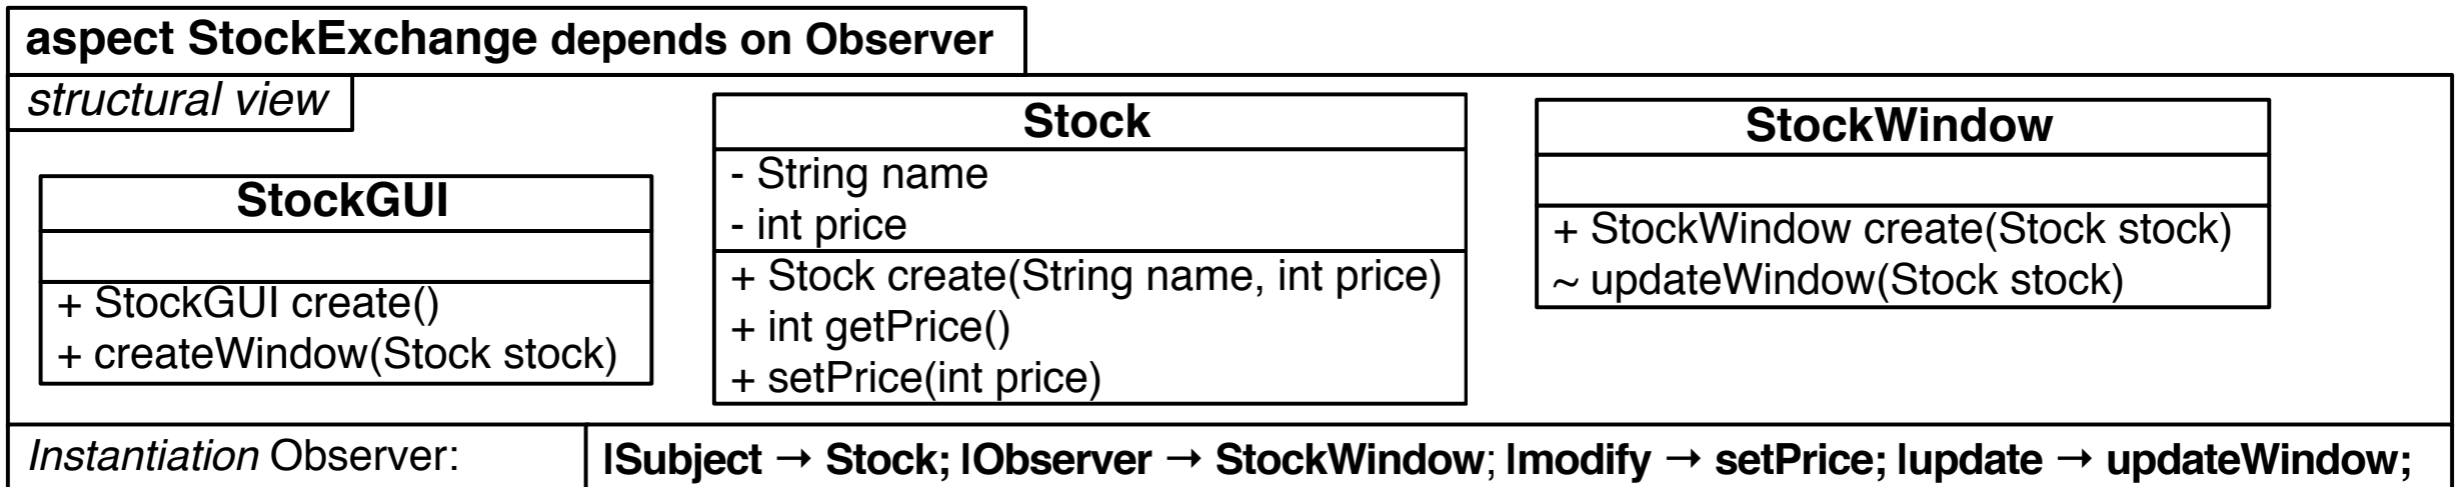 aspect StockExchange depends on Observer
structural view
StockGUI
+ StockGUI create()
+ createWindow(Stock stock)
Stock
- String name
- int price
+ Stock create(String name, int price)
+ int getPrice()
+ setPrice(int price)
StockWindow
+ StockWindow create(Stock stock)
~ updateWindow(Stock stock)
Instantiation Observer:
|Subject → Stock; |Observer → StockWindow; |modify → setPrice; |update → updateWindow;